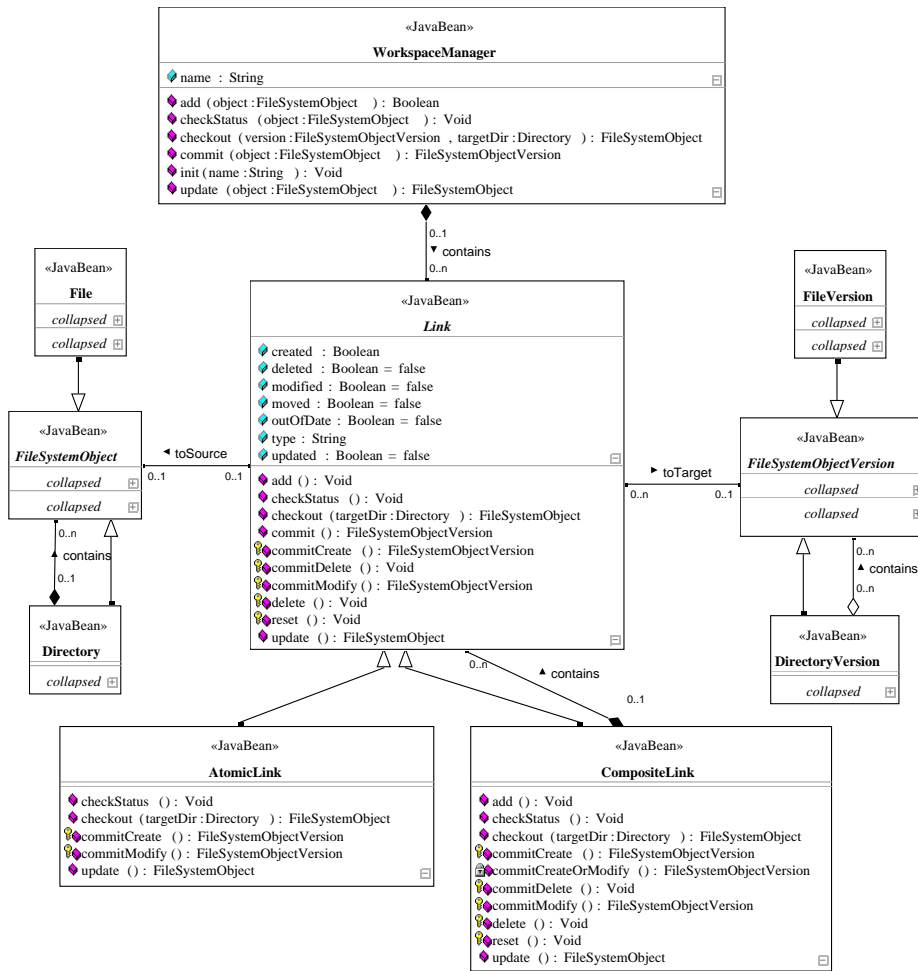 «JavaBean»
WorkspaceManager
name : String
add (object :FileSystemObject ) : Boolean
checkStatus (object :FileSystemObject ) : Void
checkout (version :FileSystemObjectVersion , targetDir :Directory ) : FileSystemObject
commit (object :FileSystemObject ) : FileSystemObjectVersion
init (name :String ) : Void
update (object :FileSystemObject ) : FileSystemObject
0..1
contains
0..n
«JavaBean»
File
collapsed
collapsed
«JavaBean»
FileSystemObject
collapsed
collapsed
0..n
contains
0..1
«JavaBean»
Directory
collapsed
toSource
0..1
0..1
«JavaBean»
Link
created : Boolean
deleted : Boolean = false
modified : Boolean = false
moved : Boolean = false
outOfDate : Boolean = false
type : String
updated : Boolean = false
add () : Void
checkStatus () : Void
checkout (targetDir :Directory ) : FileSystemObject
commit () : FileSystemObjectVersion
commitCreate () : FileSystemObjectVersion
commitDelete () : Void
commitModify () : FileSystemObjectVersion
delete () : Void
reset () : Void
update () : FileSystemObject
toTarget
0..n
0..1
«JavaBean»
FileVersion
collapsed
collapsed
«JavaBean»
FileSystemObjectVersion
collapsed
collapsed
0..n
contains
0..n
«JavaBean»
DirectoryVersion
collapsed
0..n
contains
0..1
«JavaBean»
AtomicLink
checkStatus () : Void
checkout (targetDir :Directory ) : FileSystemObject
commitCreate () : FileSystemObjectVersion
commitModify () : FileSystemObjectVersion
update () : FileSystemObject
«JavaBean»
CompositeLink
add () : Void
checkStatus () : Void
checkout (targetDir :Directory ) : FileSystemObject
commitCreate () : FileSystemObjectVersion
commitCreateOrModify () : FileSystemObjectVersion
commitDelete () : Void
commitModify () : FileSystemObjectVersion
delete () : Void
reset () : Void
update () : FileSystemObject